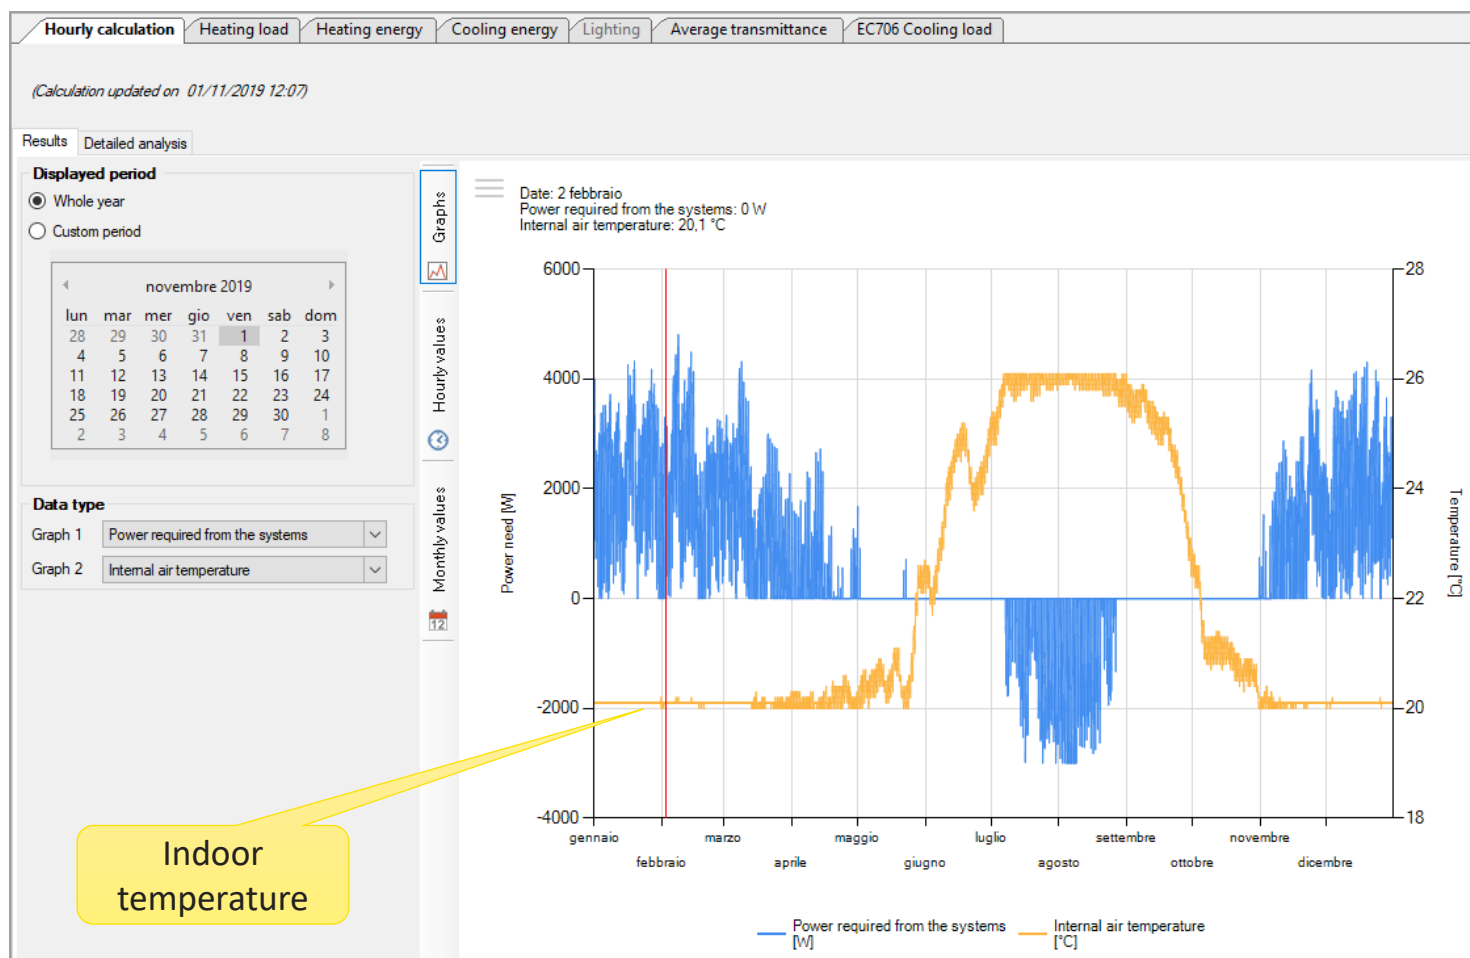 Hourly calculation Heating load Heating energy Cooling energy Lighting Average transmittance EC706 Cooling load
(Calculation updated on 01/11/2019 12:07)
Results Detailed analysis
Displayed period
Whole year
Custom period
novembre 2019
lun mar mer gio ven sab dom
28 29 30 31 1 2 3
4 5 6 7 8 9 10
11 12 13 14 15 16 17
18 19 20 21 22 23 24
25 26 27 28 29 30 1
2 3 4 5 6 7 8
Data type
Graph 1 Power required from the systems
Graph 2 Internal air temperature
Graphs
Hourly values
Monthly values
12
Date: 2 febbraio
Power required from the systems: 0 W
Internal air temperature: 20,1 °C
6000
4000
2000
0
-2000
-4000
Power need [W]
28
26
24
22
20
18
Temperature [°C]
gennaio marzo maggio luglio settembre novembre
febbraio aprile giugno agosto ottobre dicembre
Power required from the systems
[W]
Internal air temperature
[°C]
Indoor
temperature